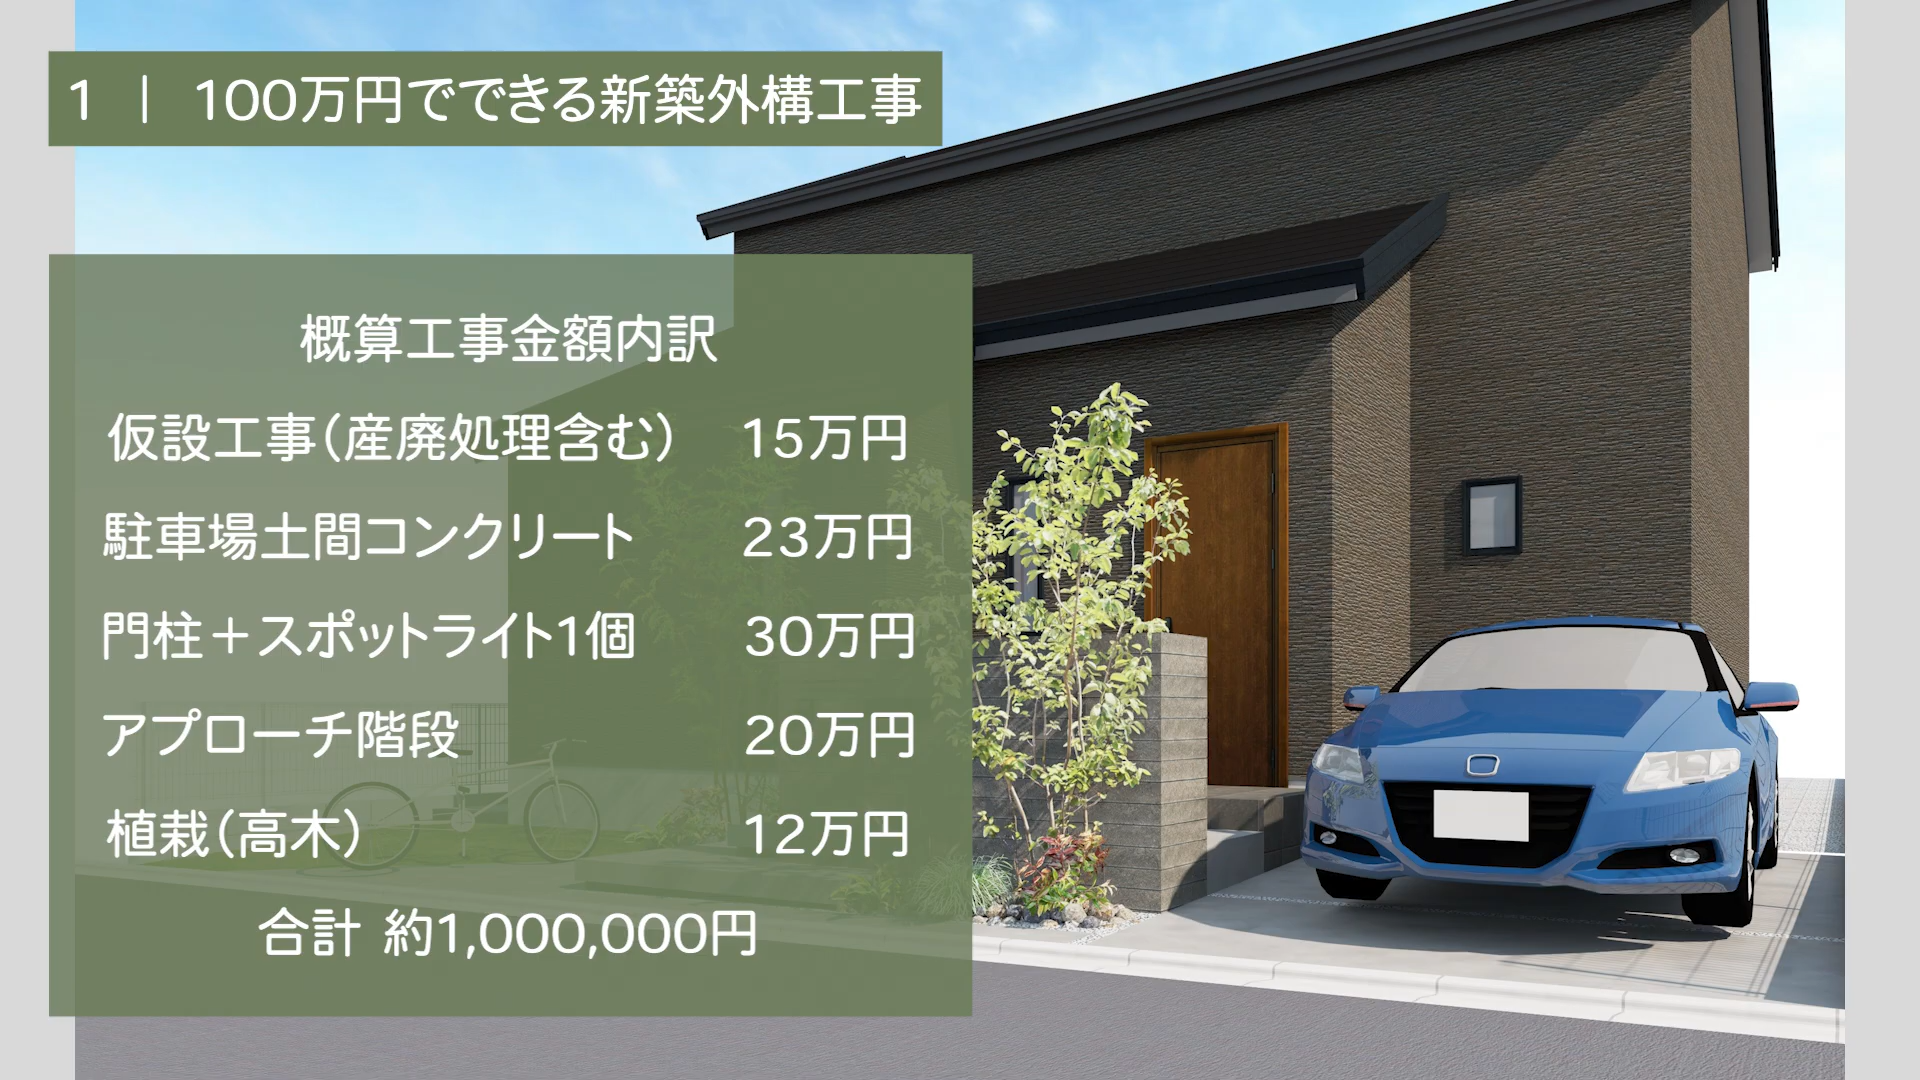 1 | 100万円でできる新築外構工事
概算工事金額内訳
仮設工事(産廃処理含む) 15万円
駐車場土間コンクリート 23万円
門柱+スポットライト1個 30万円
アプローチ階段 20万円
植栽(高木) 12万円
合計 約1,000,000円